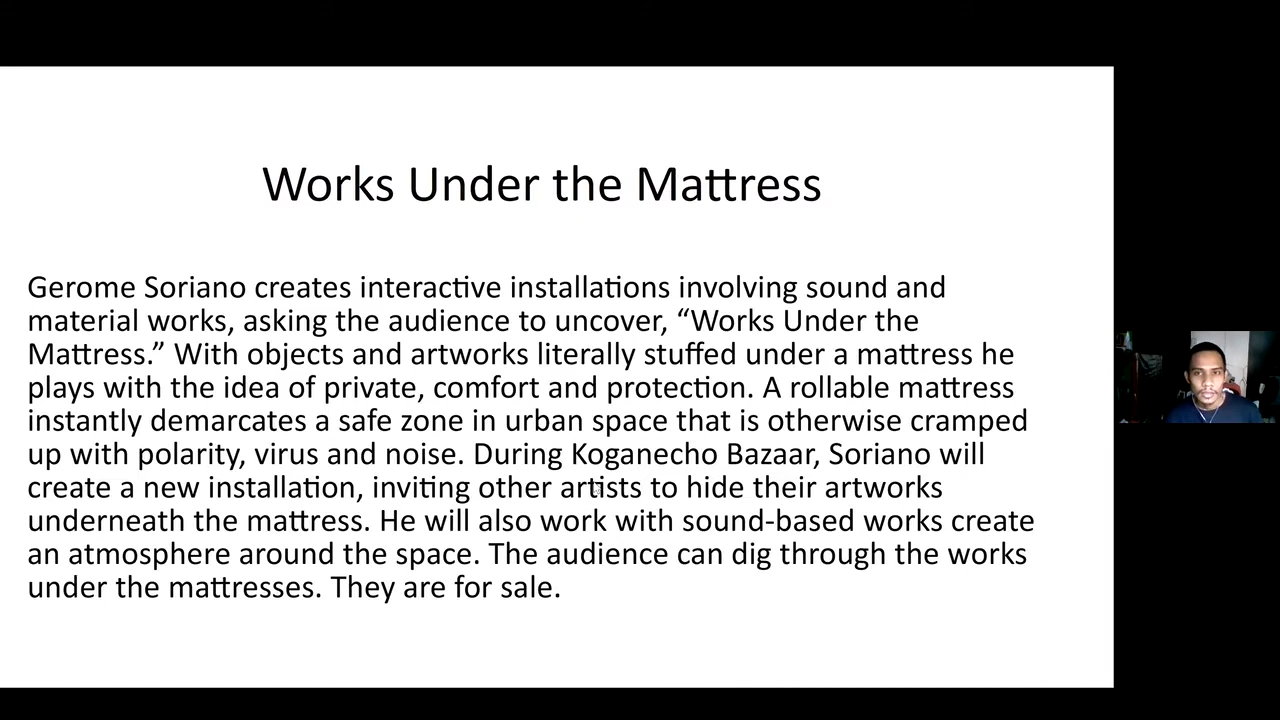 Works Under the Mattress
Gerome Soriano creates interactive installations involving sound and
material works, asking the audience to uncover, “Works Under the
Mattress.” With objects and artworks literally stuffed under a mattress he
plays with the idea of private, comfort and protection. A rollable mattress
instantly demarcates a safe zone in urban space that is otherwise cramped
up with polarity, virus and noise. During Koganecho Bazaar, Soriano will
create a new installation, inviting other artists to hide their artworks
underneath the mattress. He will also work with sound-based works create
an atmosphere around the space. The audience can dig through the works
under the mattresses. They are for sale.